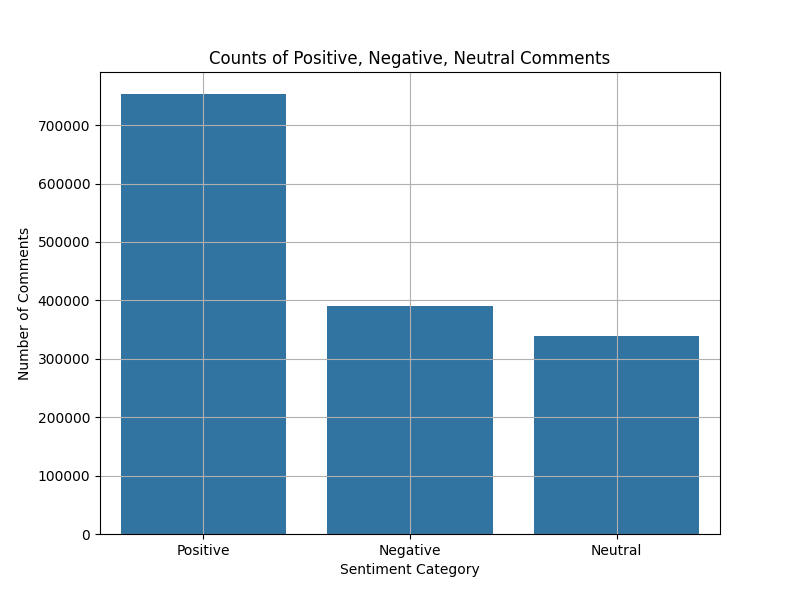 Counts of Positive, Negative, Neutral Comments
700000
600000
500000
400000
300000
200000
100000
0
Number of Comments
Positive
Negative
Neutral
Sentiment Category